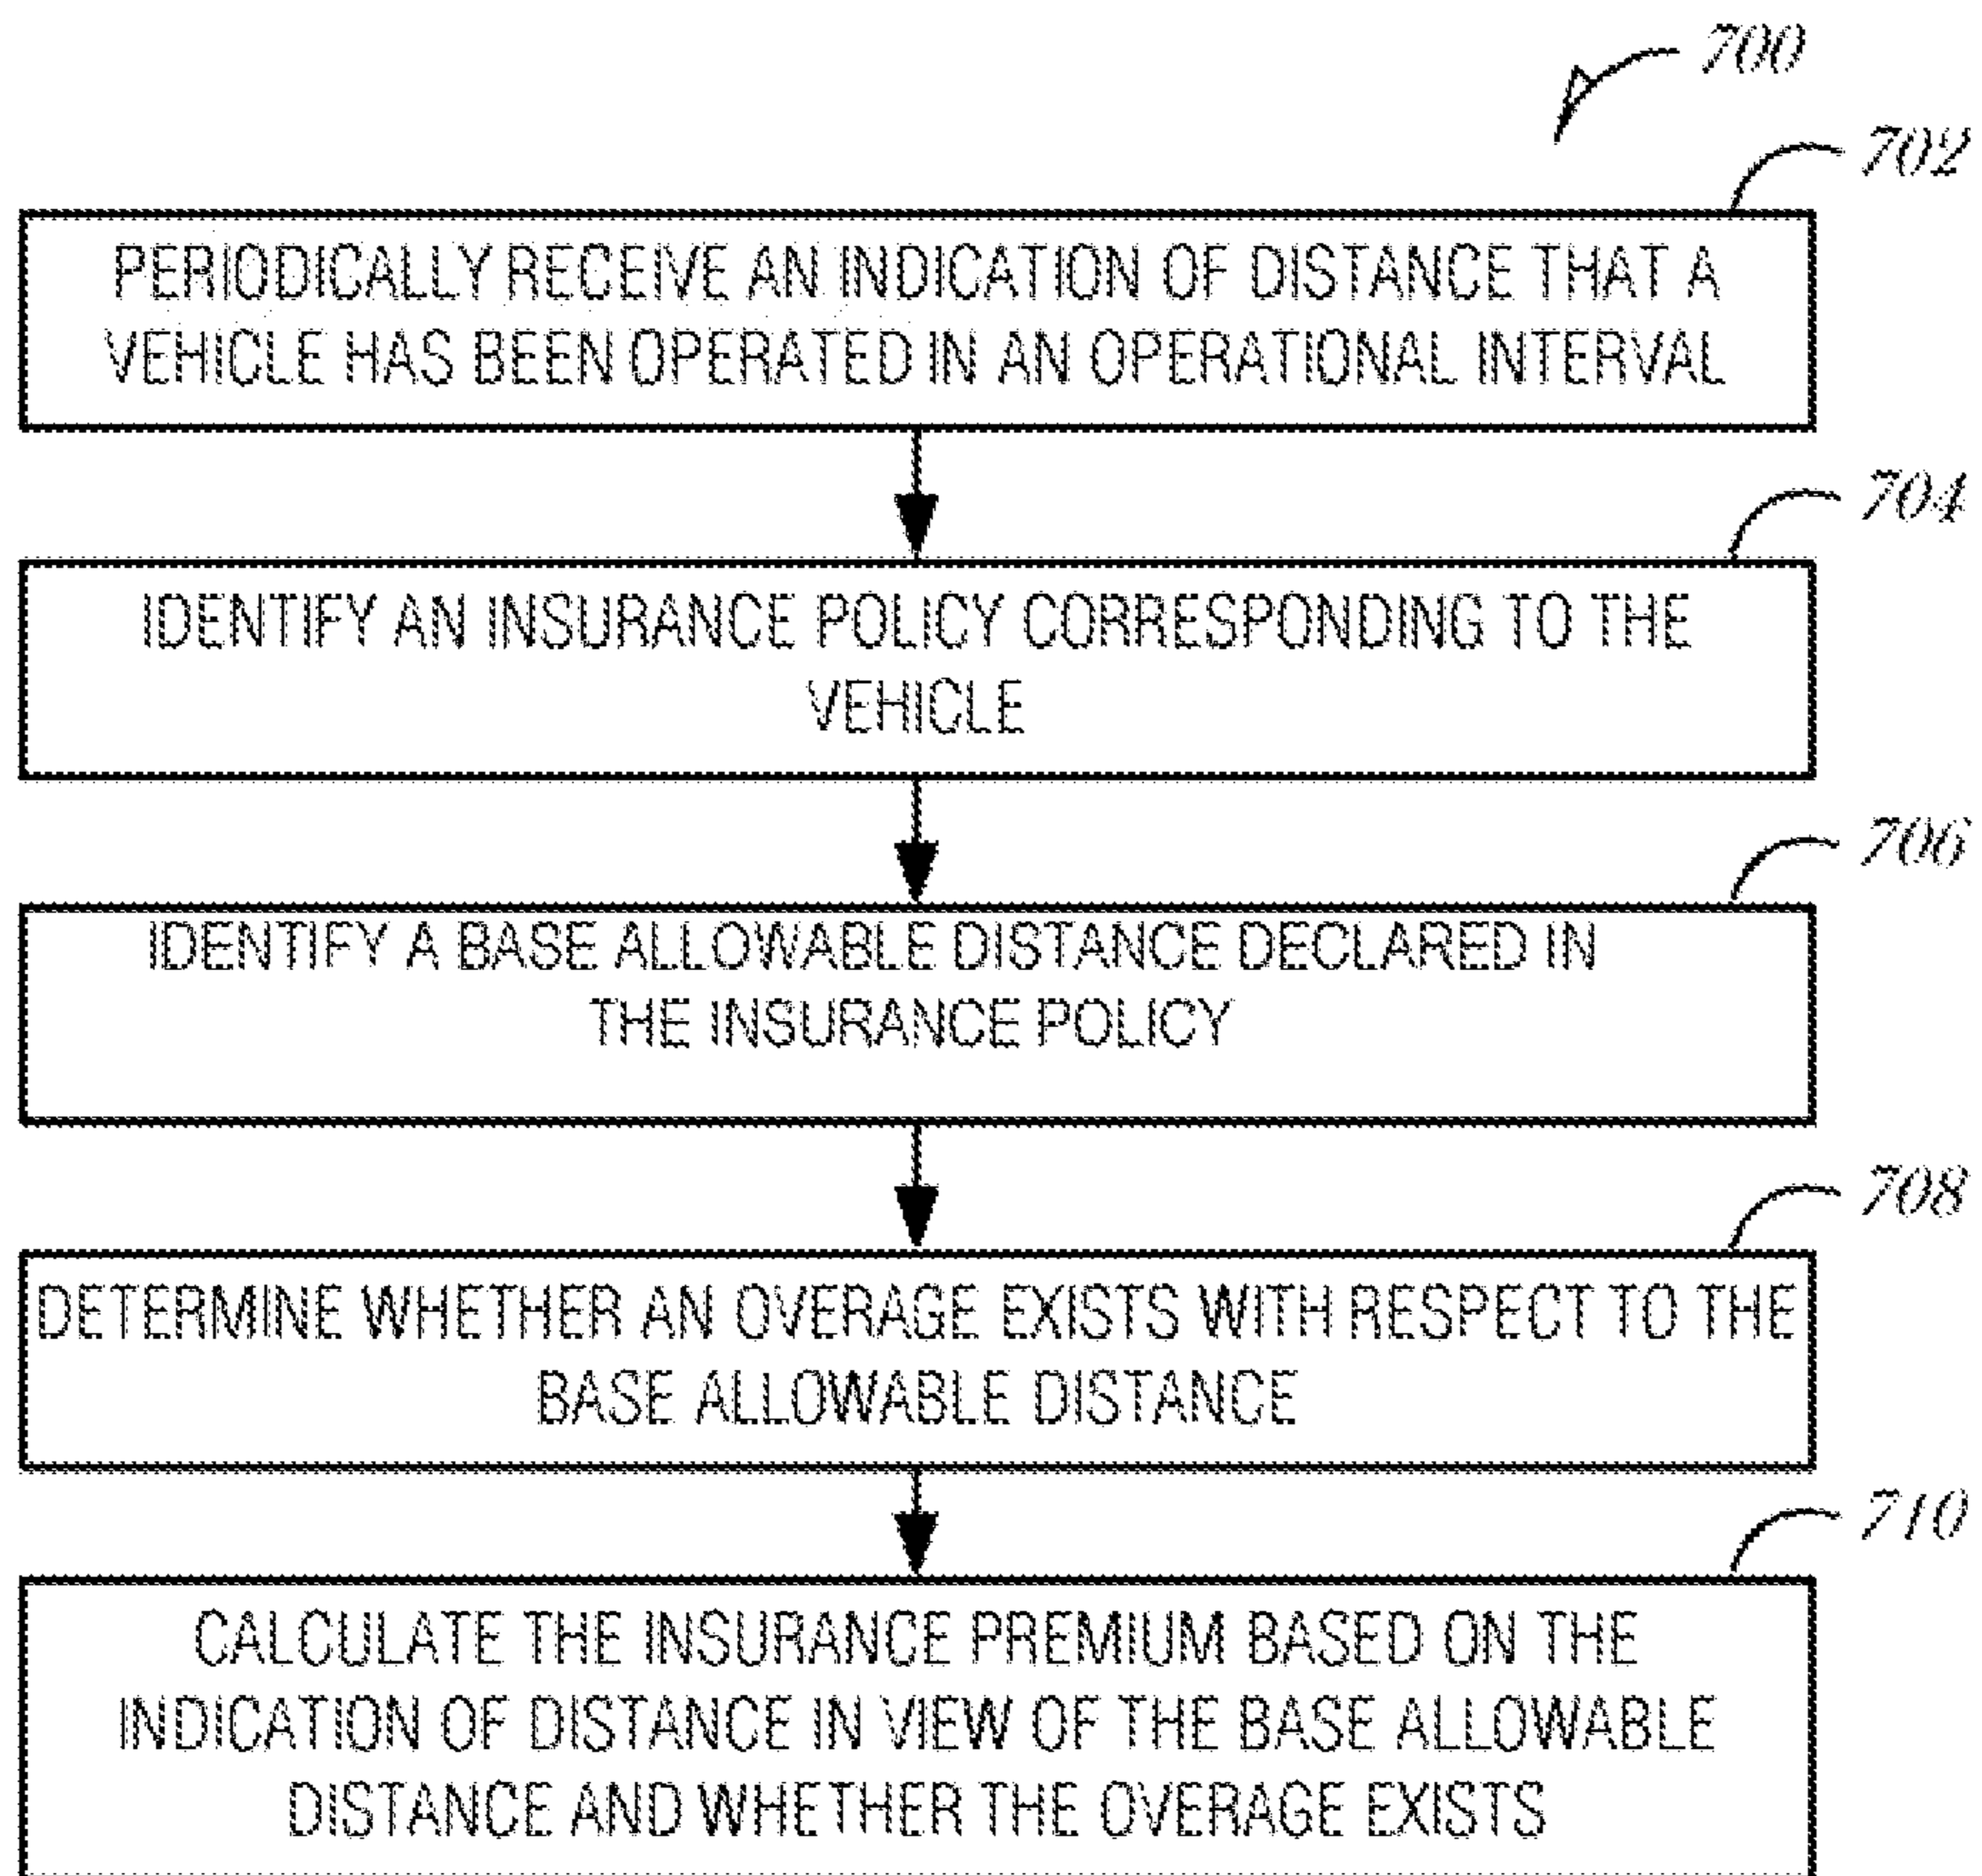 700
702
PERIODICALLY RECEIVE AN INDICATION OF DISTANCE THAT A
VEHICLE HAS BEEN OPERATED IN AN OPERATIONAL INTERVAL
704
IDENTIFY AN INSURANCE POLICY CORRESPONDING TO THE
VEHICLE
706
IDENTIFY A BASE ALLOWABLE DISTANCE DECLARED IN
THE INSURANCE POLICY
708
DETERMINE WHETHER AN OVERAGE EXISTS WITH RESPECT TO THE
BASE ALLOWABLE DISTANCE
710
CALCULATE THE INSURANCE PREMIUM BASED ON THE
INDICATION OF DISTANCE IN VIEW OF THE BASE ALLOWABLE
DISTANCE AND WHETHER THE OVERAGE EXISTS